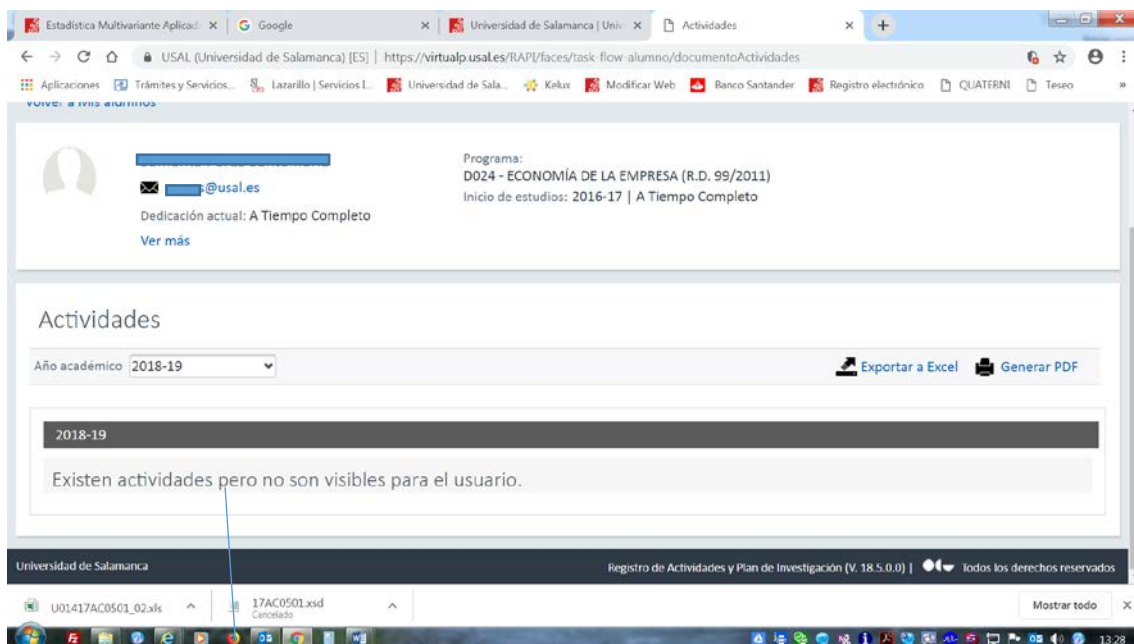 Estadística Multivariante Aplicad
Google
Universidad de Salamanca | Univ
Actividades
USAL (Universidad de Salamanca) [ES] | https://virtualp.usal.es/RAPI/faces/task-flow-alumno/documentoActividades
Aplicaciones Trámites y Servicios... Lazarillo | Servicios I... Universidad de Sala... Kelux Modificar Web Banco Santander Registro electrónico QUATERNI Teseo »
Volver a Mis alumnos
s@usal.es
Dedicación actual: A Tiempo Completo
Ver más
Programa:
D024 - ECONOMÍA DE LA EMPRESA (R.D. 99/2011)
Inicio de estudios: 2016-17 | A Tiempo Completo
Actividades
Año académico 2018-19
Exportar a Excel Generar PDF
2018-19
Existen actividades pero no son visibles para el usuario.
Universidad de Salamanca
Registro de Actividades y Plan de Investigación (V. 18.5.0.0) | Todos los derechos reservados
U01417AC0501_02.xls
17AC0501.xsd
Cancelado
Mostrar todo
13:28